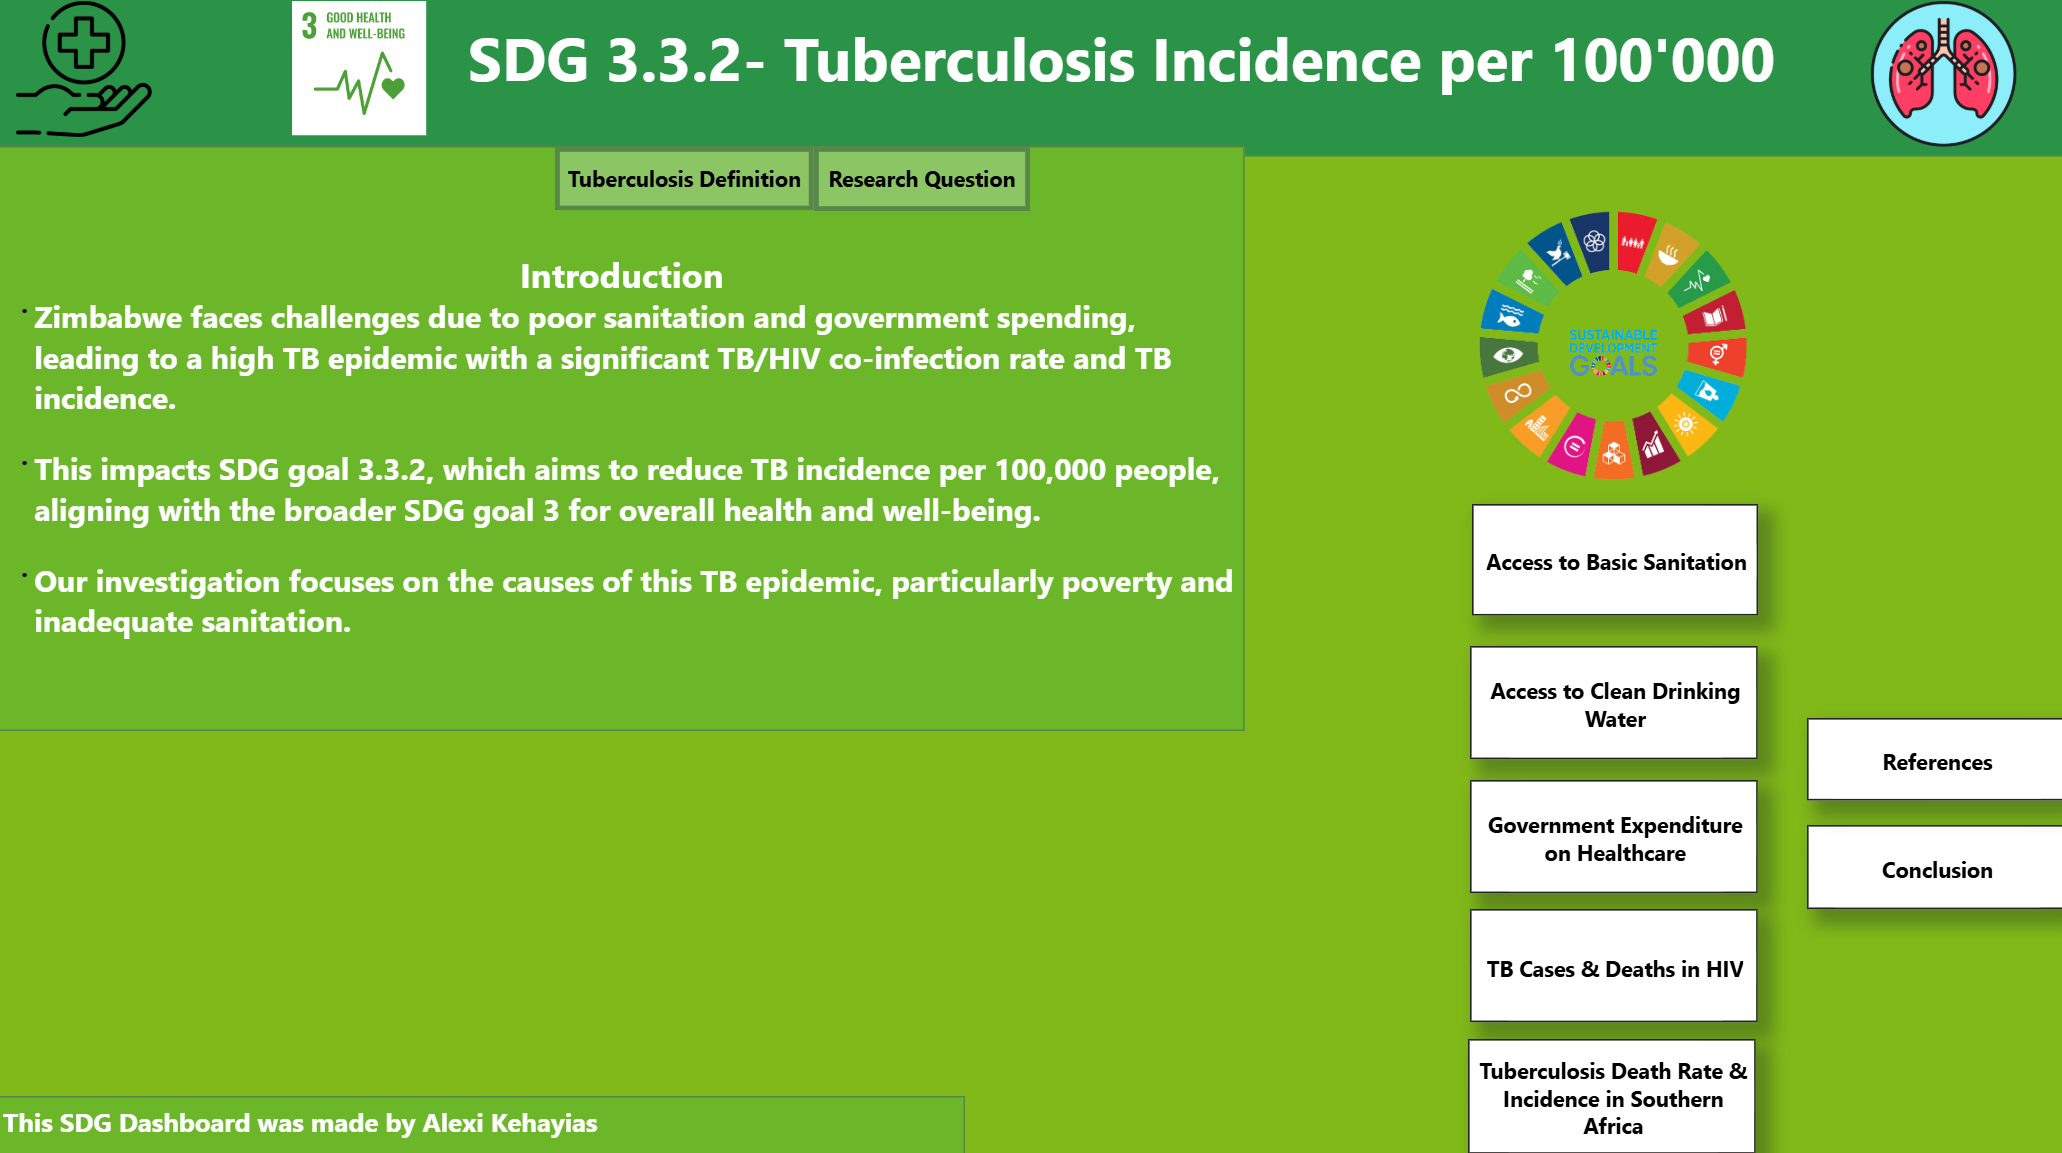 3 GOOD HEALTH
AND WELL-BEING
SDG 3.3.2- Tuberculosis Incidence per 100'000
Tuberculosis Definition
Research Question
Introduction
· Zimbabwe faces challenges due to poor sanitation and government spending,
leading to a high TB epidemic with a significant TB/HIV co-infection rate and TB
incidence.
· This impacts SDG goal 3.3.2, which aims to reduce TB incidence per 100,000 people,
aligning with the broader SDG goal 3 for overall health and well-being.
· Our investigation focuses on the causes of this TB epidemic, particularly poverty and
inadequate sanitation.
SUSTAINABLE
DEVELOPMENT
GOALS
Access to Basic Sanitation
Access to Clean Drinking
Water
Government Expenditure
on Healthcare
TB Cases & Deaths in HIV
Tuberculosis Death Rate &
Incidence in Southern
Africa
References
Conclusion
This SDG Dashboard was made by Alexi Kehayias